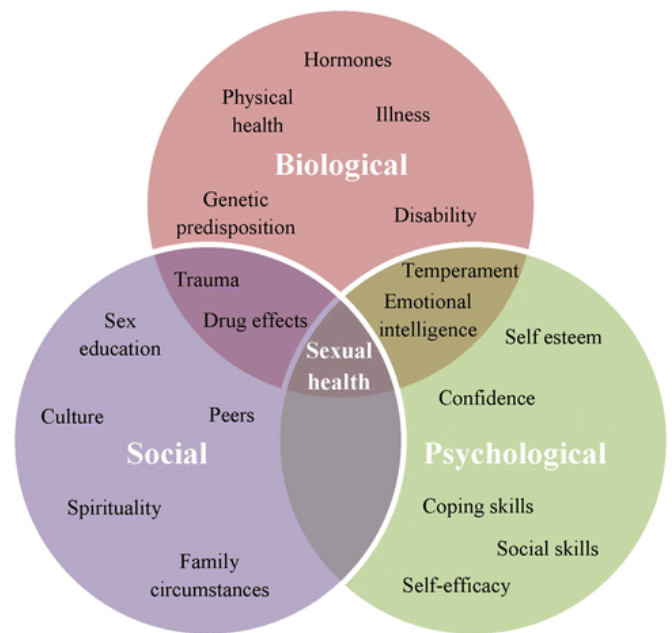 Hormones
Physical
health
Illness
Biological
Genetic
predisposition
Disability
Trauma
Drug effects
Temperament
Emotional
intelligence
Sexual
health
Sex
education
Culture
Peers
Social
Spirituality
Family
circumstances
Self esteem
Confidence
Psychological
Coping skills
Social skills
Self-efficacy